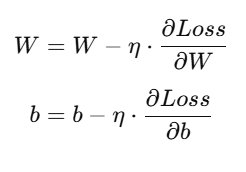 W = W − η · ∂Loss/∂W
b = b − η · ∂Loss/∂b